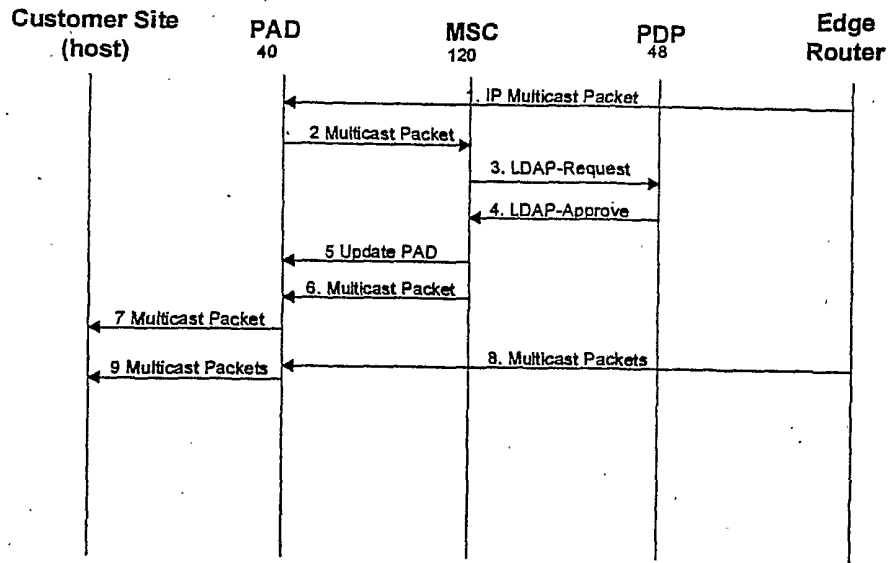 Customer Site
(host)
PAD
40
MSC
120
PDP
48
Edge
Router
. IP Multicast Packet
2 Multicast Packet
3. LDAP-Request
4. LDAP-Approve
5 Update PAD
6. Multicast Packet
7 Multicast Packet
8. Multicast Packets
9 Multicast Packets